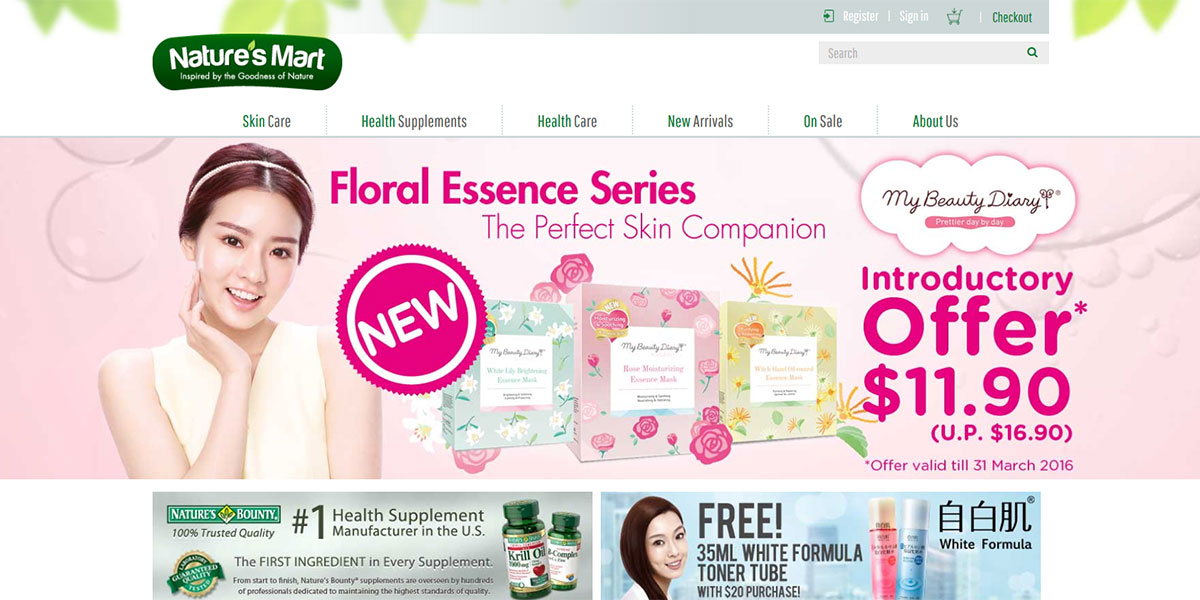 Register | Sign in | Checkout
Nature's Mart
Inspired by the Goodness of Nature
Search
Skin Care
Health Supplements
Health Care
New Arrivals
On Sale
About Us
Floral Essence Series
The Perfect Skin Companion
My Beauty Diary®
Prettier day by day
NEW
NEW
Moisturizing
& Soothing
My Beauty Diary
White Lily Brightening
Essence Mask
My Beauty Diary
Rose Moisturizing
Essence Mask
NEW
My Beauty Diary
Witch Hazel Oil-control
Essence Mask
Introductory
Offer*
$11.90
(U.P. $16.90)
*Offer valid till 31 March 2016
NATURE'S BOUNTY®
100% Trusted Quality
#1 Health Supplement
Manufacturer in the U.S.
GUARANTEED
QUALITY
The FIRST INGREDIENT in Every Supplement.
From start to finish, Nature's Bounty® supplements are overseen by hundreds
of professionals dedicated to maintaining the highest standards of quality.
Krill Oil
1000 mg
B-Complex
FREE!
35ML WHITE FORMULA
TONER TUBE
WITH $20 PURCHASE!
自白肌®
White Formula